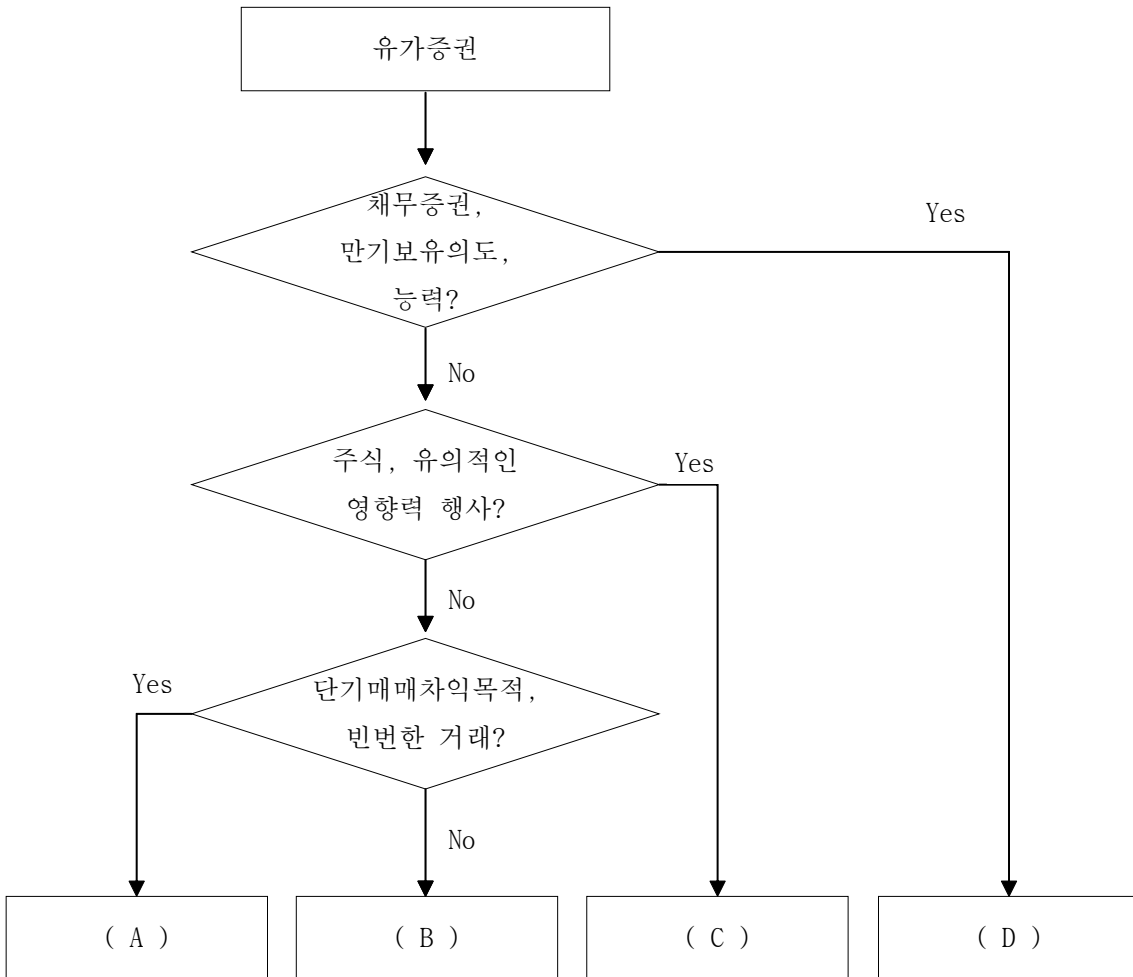 유가증권
채무증권,
만기보유의도,
능력?
Yes
No
주식, 유의적인
영향력 행사?
Yes
No
단기매매차익목적,
빈번한 거래?
Yes
No
( A )
( B )
( C )
( D )